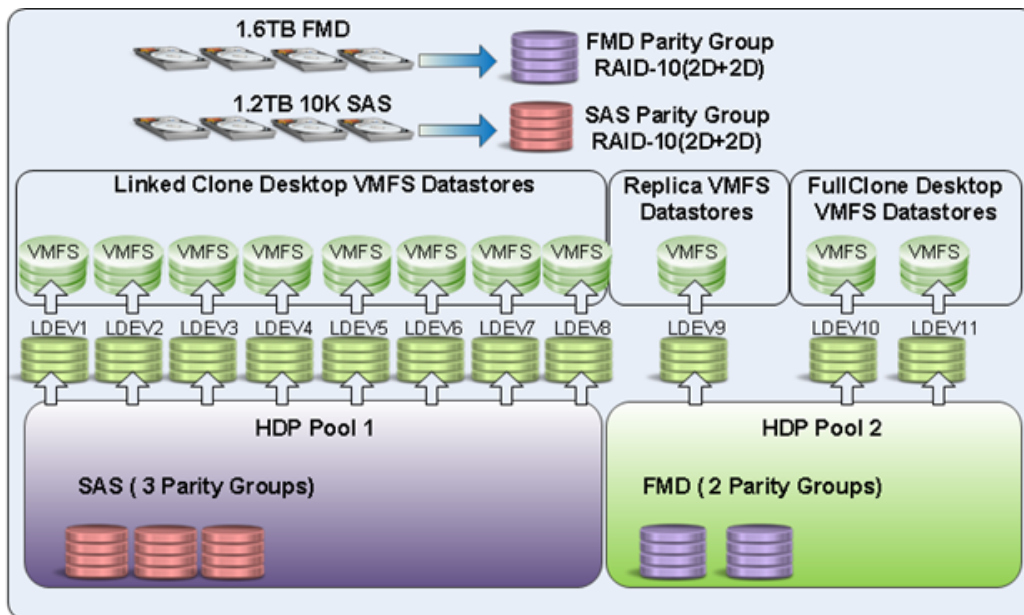 1.6TB FMD
FMD Parity Group
RAID-10(2D+2D)
1.2TB 10K SAS
SAS Parity Group
RAID-10(2D+2D)
Linked Clone Desktop VMFS Datastores
Replica VMFS
Datastores
FullClone Desktop
VMFS Datastores
VMFS VMFS VMFS VMFS VMFS VMFS VMFS VMFS VMFS VMFS VMFS
LDEV1 LDEV2 LDEV3 LDEV4 LDEV5 LDEV6 LDEV7 LDEV8 LDEV9 LDEV10 LDEV11
HDP Pool 1
HDP Pool 2
SAS ( 3 Parity Groups)
FMD ( 2 Parity Groups)